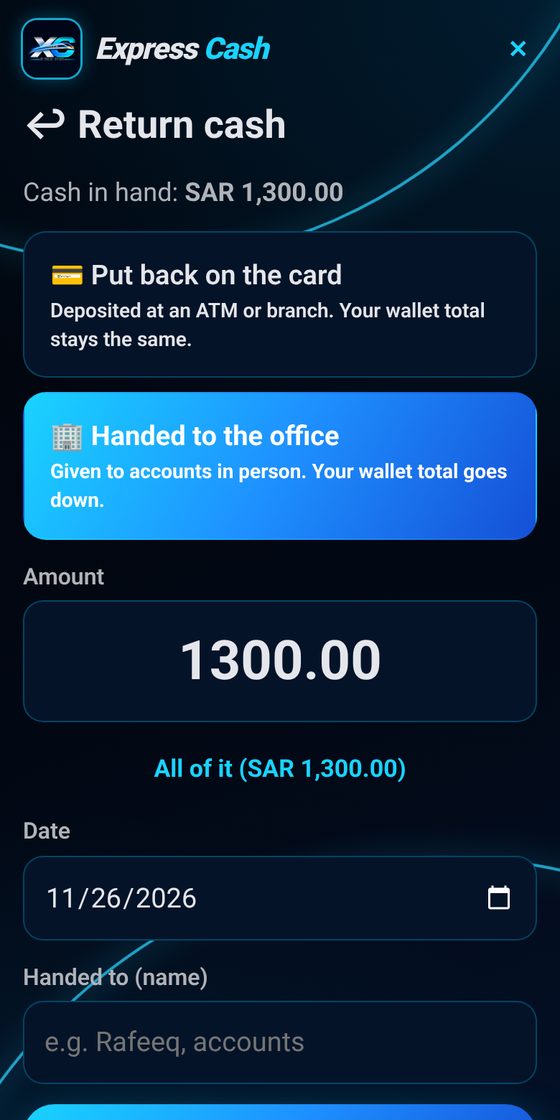 XC
Express Cash
×
↩ Return cash
Cash in hand: SAR 1,300.00
💳 Put back on the card
Deposited at an ATM or branch. Your wallet total
stays the same.
🏢 Handed to the office
Given to accounts in person. Your wallet total goes
down.
Amount
1300.00
All of it (SAR 1,300.00)
Date
11/26/2026
Handed to (name)
e.g. Rafeeq, accounts